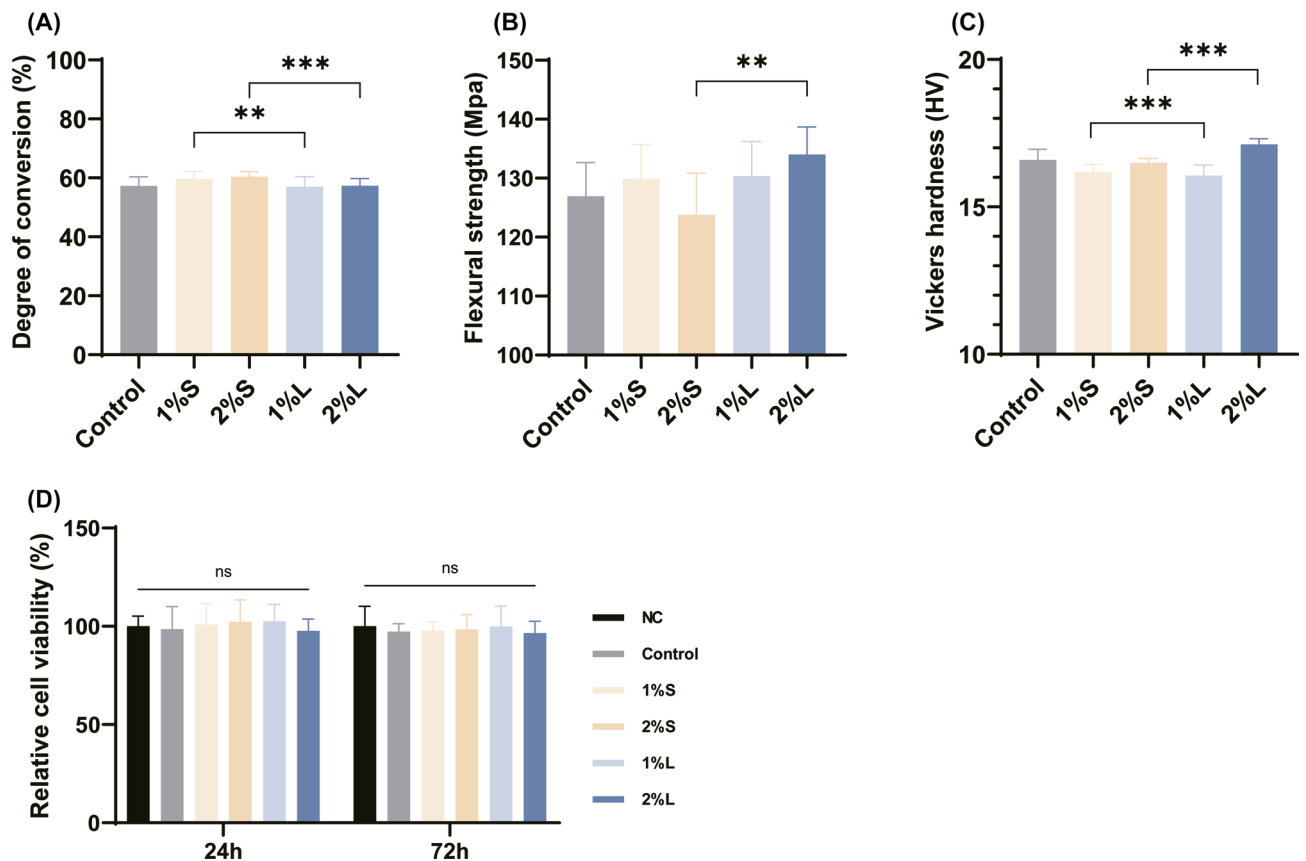 (A)
Degree of conversion (%)
100
80
60
40
20
0
**
***
Control
1%S
2%S
1%L
2%L
(B)
Flexural strength (Mpa)
150
140
130
120
110
100
**
Control
1%S
2%S
1%L
2%L
(C)
Vickers hardness (HV)
20
15
10
***
***
Control
1%S
2%S
1%L
2%L
(D)
Relative cell viability (%)
150
100
50
0
ns
ns
24h
72h
NC
Control
1%S
2%S
1%L
2%L